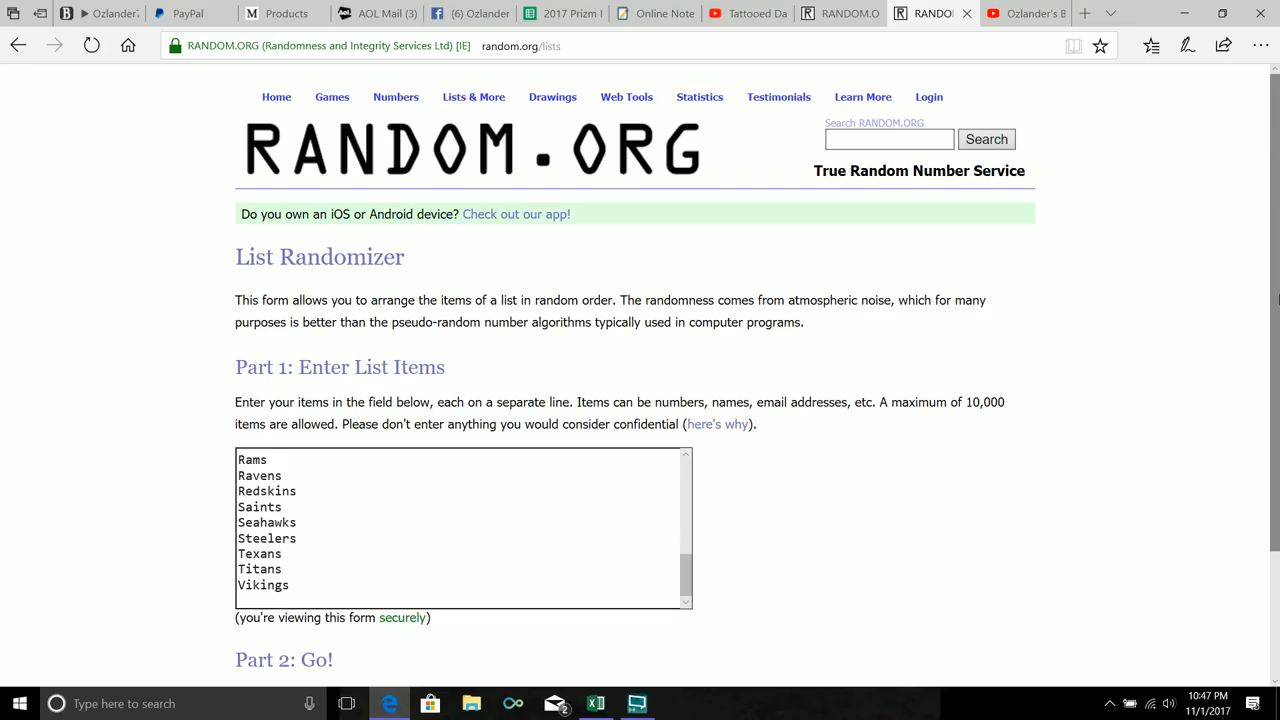 Ozlander'
PayPal
Products
AOL Mail (3)
(6) Ozlander
2017 Prizm I
Online Note
Tattooed Da
RANDOM.O
RANDO
Ozlander's B
RANDOM.ORG (Randomness and Integrity Services Ltd) [IE] random.org/lists
Home Games Numbers Lists & More Drawings Web Tools Statistics Testimonials Learn More Login
RANDOM.ORG
Search RANDOM.ORG
Search
True Random Number Service
Do you own an iOS or Android device? Check out our app!
List Randomizer
This form allows you to arrange the items of a list in random order. The randomness comes from atmospheric noise, which for many
purposes is better than the pseudo-random number algorithms typically used in computer programs.
Part 1: Enter List Items
Enter your items in the field below, each on a separate line. Items can be numbers, names, email addresses, etc. A maximum of 10,000
items are allowed. Please don't enter anything you would consider confidential (here's why).
Rams
Ravens
Redskins
Saints
Seahawks
Steelers
Texans
Titans
Vikings
(you're viewing this form securely)
Part 2: Go!
Type here to search
2
10:47 PM
11/1/2017